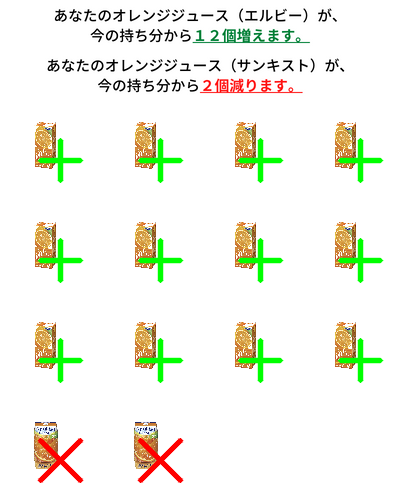 あなたのオレンジジュース（エルビー）が、
今の持ち分から１２個増えます。
あなたのオレンジジュース（サンキスト）が、
今の持ち分から２個減ります。